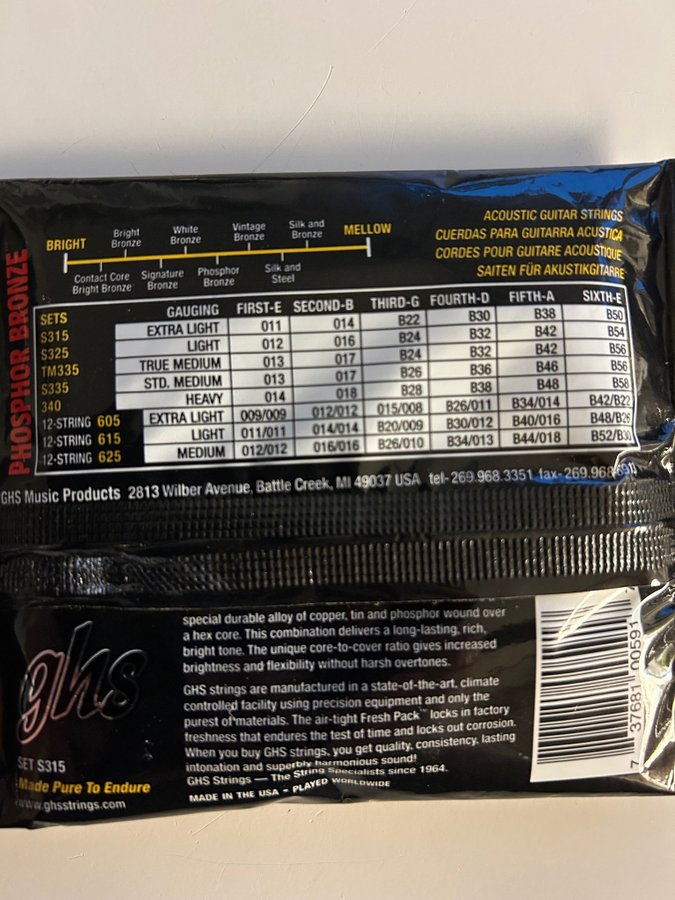 PHOSPHOR BRONZE
ACOUSTIC GUITAR STRINGS
CUERDAS PARA GUITARRA ACUSTICA
CORDES POUR GUITARE ACOUSTIQUE
SAITEN FÜR AKUSTIKGITARRE
BRIGHT Bright Bronze White Bronze Vintage Bronze Silk and Bronze MELLOW
Contact Core Bright Bronze Signature Bronze Phosphor Bronze Silk and Steel
SETS GAUGING FIRST-E SECOND-B THIRD-G FOURTH-D FIFTH-A SIXTH-E
S315 EXTRA LIGHT 011 014 B22 B30 B38 B50
S325 LIGHT 012 016 B24 B32 B42 B54
TM335 TRUE MEDIUM 013 017 B24 B32 B42 B56
S335 STD. MEDIUM 013 017 B26 B36 B46 B56
340 HEAVY 014 018 B28 B38 B48 B58
12-STRING 605 EXTRA LIGHT 009/009 012/012 015/008 B26/011 B34/014 B42/B22
12-STRING 615 LIGHT 011/011 014/014 B20/009 B30/012 B40/016 B48/B26
12-STRING 625 MEDIUM 012/012 016/016 B26/010 B34/013 B44/018 B52/B30
GHS Music Products 2813 Wilber Avenue, Battle Creek, MI 49037 USA tel-269.968.3351 fax-269.968
special durable alloy of copper, tin and phosphor wound over
a hex core. This combination delivers a long-lasting, rich,
bright tone. The unique core-to-cover ratio gives increased
brightness and flexibility without harsh overtones.
GHS strings are manufactured in a state-of-the-art, climate
controlled facility using precision equipment and only the
purest of materials. The air-tight Fresh Pack™ locks in factory
freshness that endures the test of time and locks out corrosion.
When you buy GHS strings, you get quality, consistency, lasting
intonation and superbly harmonious sound!
GHS Strings — The String Specialists since 1964.
MADE IN THE USA - PLAYED WORLDWIDE
ghs
SET S315
Made Pure To Endure
www.ghsstrings.com
7 37681 00591